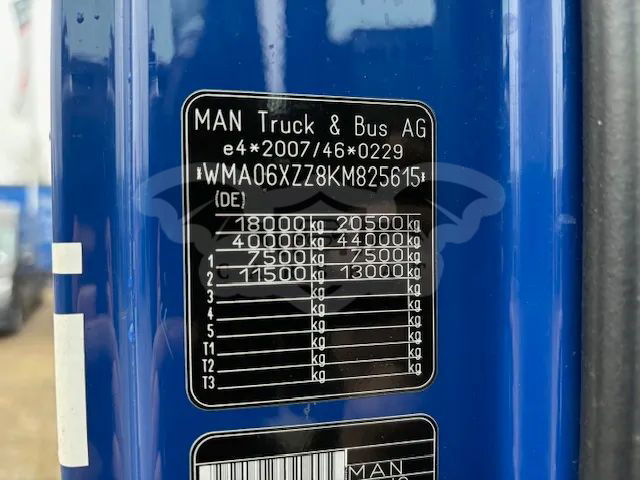 MAN Truck & Bus AG
e4*2007/46*0229
*WMA06XZZ8KM825615*
(DE)
18000 kg 20500 kg
40000 kg 44000 kg
1 7500 kg 7500 kg
2 11500 kg 13000 kg
3 kg kg
4 kg kg
5 kg kg
T1 kg kg
T2 kg kg
T3 kg kg
MAN